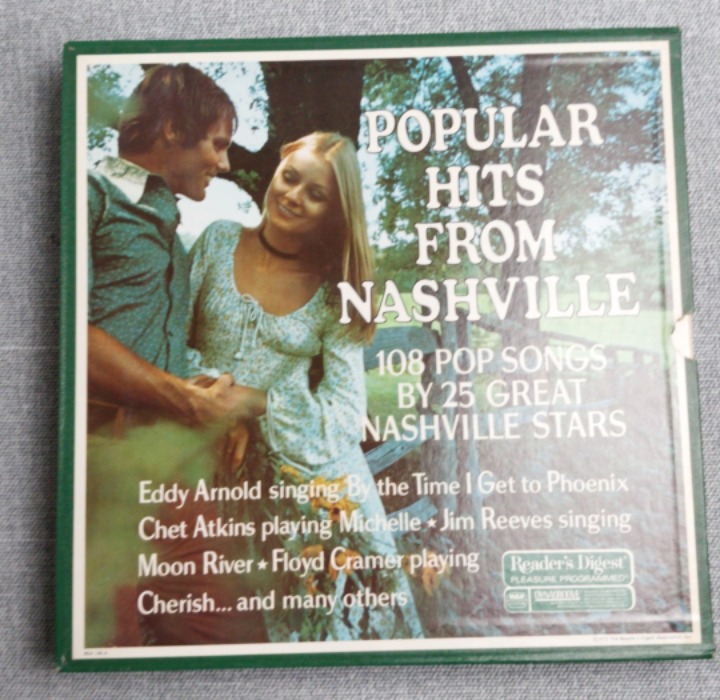 POPULAR
HITS
FROM
NASHVILLE
108 POP SONGS
BY 25 GREAT
NASHVILLE STARS
Eddy Arnold singing By the Time I Get to Phoenix
Chet Atkins playing Michelle ★ Jim Reeves singing
Moon River ★ Floyd Cramer playing
Cherish... and many others
Reader's Digest
PLEASURE PROGRAMMED